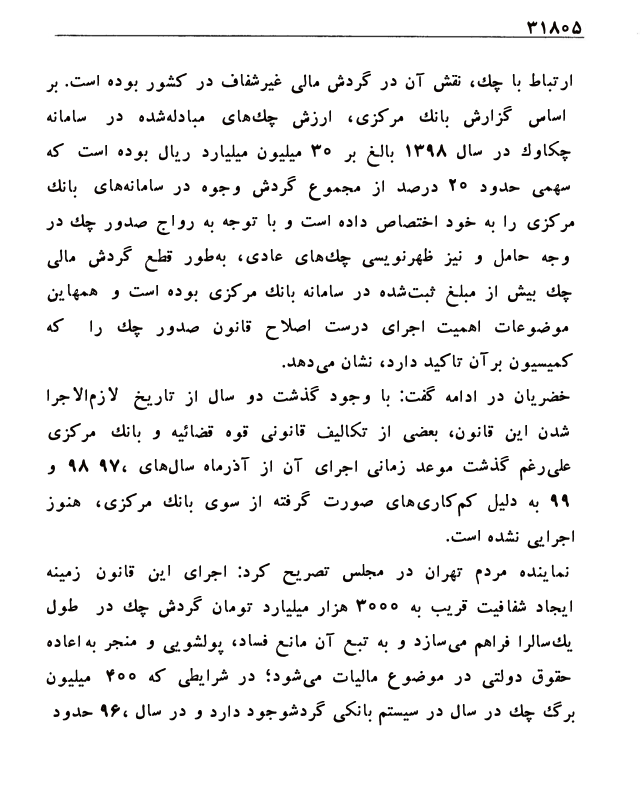 ۳۱۸۰۵
ارتباط با چك، نقش آن در گردش مالی غیرشفاف در کشور بوده است. بر
اساس گزارش بانك مرکزی، ارزش چك‌های مبادله‌شده در سامانه
چکاوك در سال ۱۳۹۸ بالغ بر ۳۰ میلیون میلیارد ریال بوده است که
سهمی حدود ۲۰ درصد از مجموع گردش وجوه در سامانه‌های بانك
مرکزی را به خود اختصاص داده است و با توجه به رواج صدور چك در
وجه حامل و نیز ظهرنویسی چك‌های عادی، به‌طور قطع گردش مالی
چك بیش از مبلغ ثبت‌شده در سامانه بانك مرکزی بوده است و همهاین
موضوعات اهمیت اجرای درست اصلاح قانون صدور چك را که
کمیسیون برآن تاکید دارد، نشان می‌دهد.
خضریان در ادامه گفت: با وجود گذشت دو سال از تاریخ لازم‌الاجرا
شدن این قانون، بعضی از تکالیف قانونی قوه قضائیه و بانك مرکزی
علی‌رغم گذشت موعد زمانی اجرای آن از آذرماه سال‌های ،۹۷ ۹۸ و
۹۹ به دلیل کم‌کاری‌های صورت گرفته از سوی بانك مرکزی، هنوز
اجرایی نشده است.
نماینده مردم تهران در مجلس تصریح کرد: اجرای این قانون زمینه
ایجاد شفافیت قریب به ۳۰۰۰ هزار میلیارد تومان گردش چك در طول
یك‌سالرا فراهم می‌سازد و به تبع آن مانع فساد، پولشویی و منجر به اعاده
حقوق دولتی در موضوع مالیات می‌شود؛ در شرایطی که ۴۰۰ میلیون
برگ چك در سال در سیستم بانکی گردشوجود دارد و در سال ،۹۶ حدود